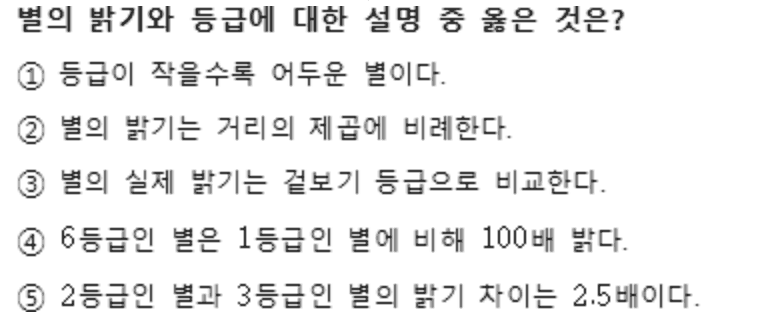 별의 밝기와 등급에 대한 설명 중 옳은 것은?
① 등급이 작을수록 어두운 별이다.
② 별의 밝기는 거리의 제곱에 비례한다.
③ 별의 실제 밝기는 겉보기 등급으로 비교한다.
④ 6등급인 별은 1등급인 별에 비해 100배 밝다.
⑤ 2등급인 별과 3등급인 별의 밝기 차이는 2.5배이다.